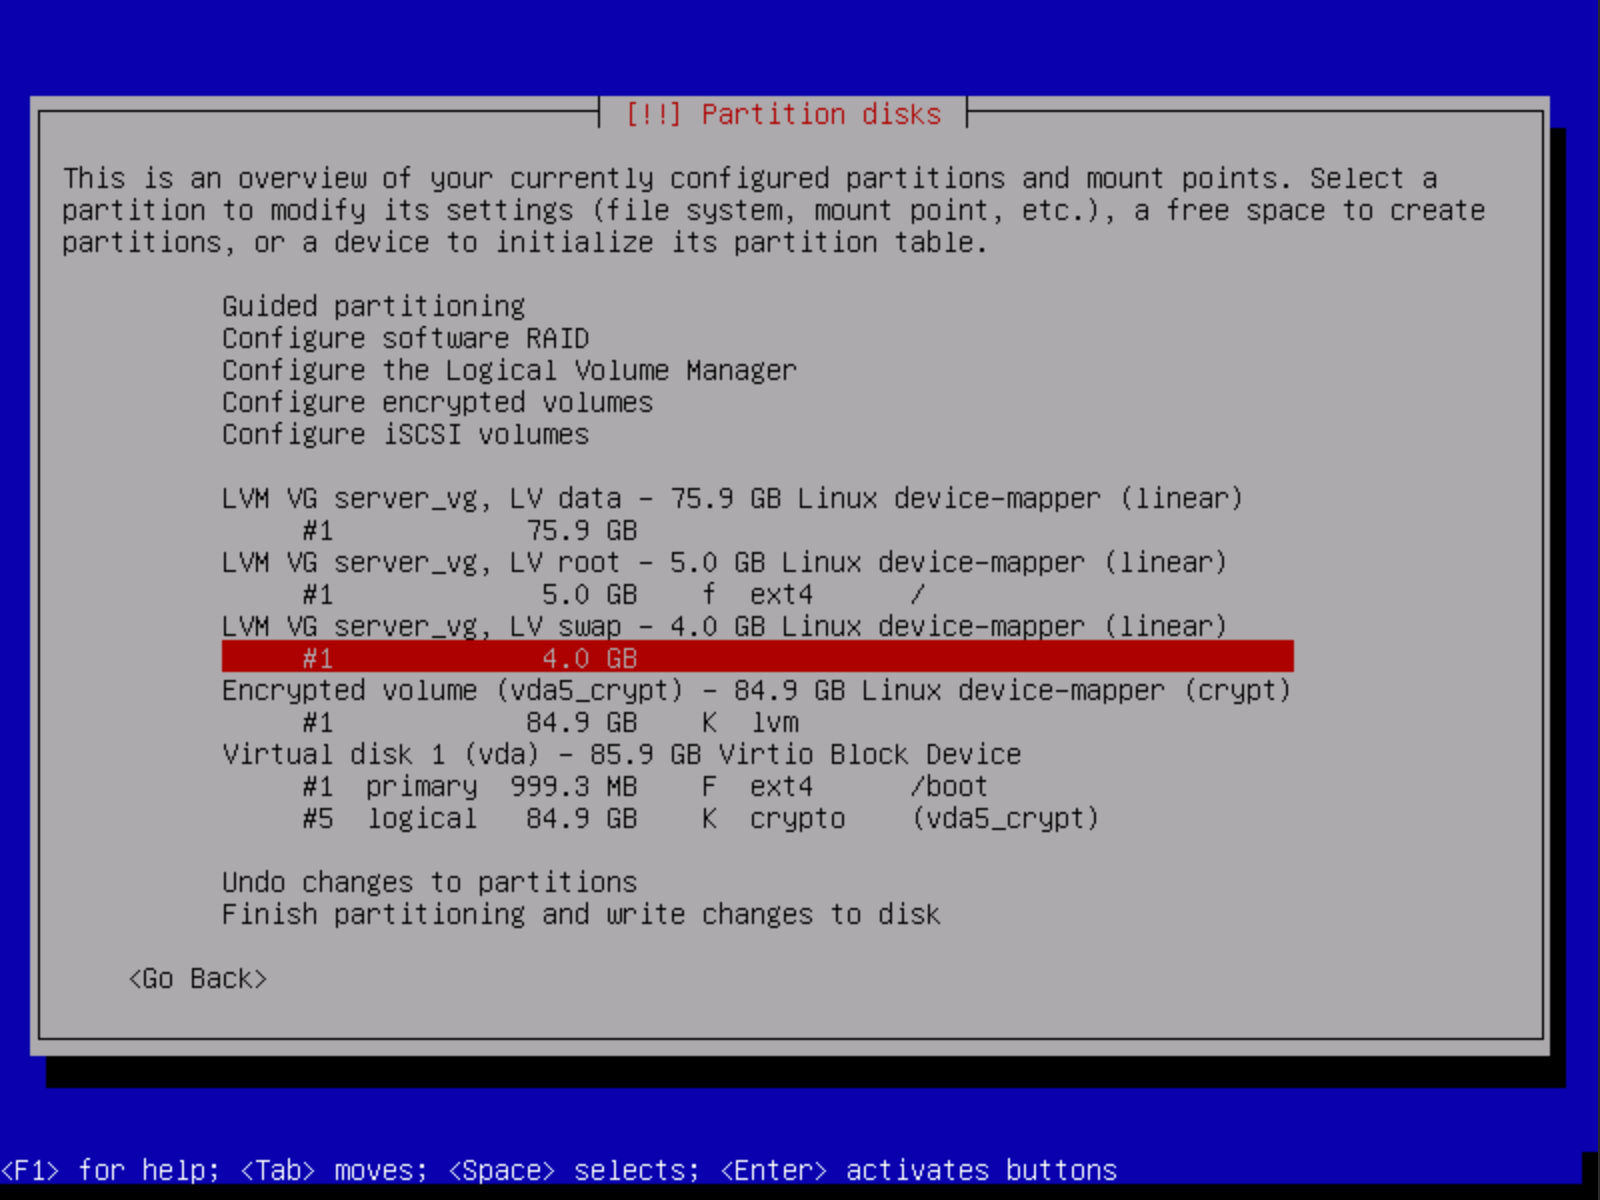 [!!] Partition disks
This is an overview of your currently configured partitions and mount points. Select a
partition to modify its settings (file system, mount point, etc.), a free space to create
partitions, or a device to initialize its partition table.
Guided partitioning
Configure software RAID
Configure the Logical Volume Manager
Configure encrypted volumes
Configure iSCSI volumes
LVM VG server_vg, LV data - 75.9 GB Linux device-mapper (linear)
#1 75.9 GB
LVM VG server_vg, LV root - 5.0 GB Linux device-mapper (linear)
#1 5.0 GB f ext4 /
LVM VG server_vg, LV swap - 4.0 GB Linux device-mapper (linear)
#1 4.0 GB
Encrypted volume (vda5_crypt) - 84.9 GB Linux device-mapper (crypt)
#1 84.9 GB K lvm
Virtual disk 1 (vda) - 85.9 GB Virtio Block Device
#1 primary 999.3 MB F ext4 /boot
#5 logical 84.9 GB K crypto (vda5_crypt)
Undo changes to partitions
Finish partitioning and write changes to disk
<Go Back>
<F1> for help; <Tab> moves; <Space> selects; <Enter> activates buttons